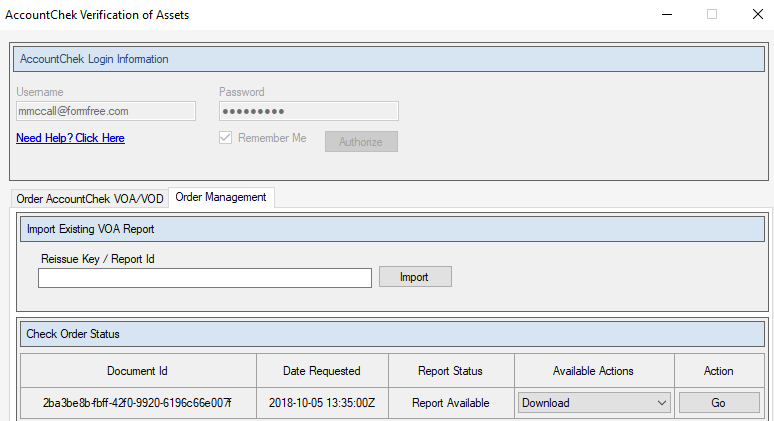 AccountChek Verification of Assets
AccountChek Login Information
Username Password
mmccall@formfree.com ●●●●●●●●●
Need Help? Click Here Remember Me Authorize
Order AccountChek VOA/VOD Order Management
Import Existing VOA Report
Reissue Key / Report Id
Import
Check Order Status
Document Id Date Requested Report Status Available Actions Action
2ba3be8b-fbff-42f0-9920-6196c66e007f 2018-10-05 13:35:00Z Report Available Download Go